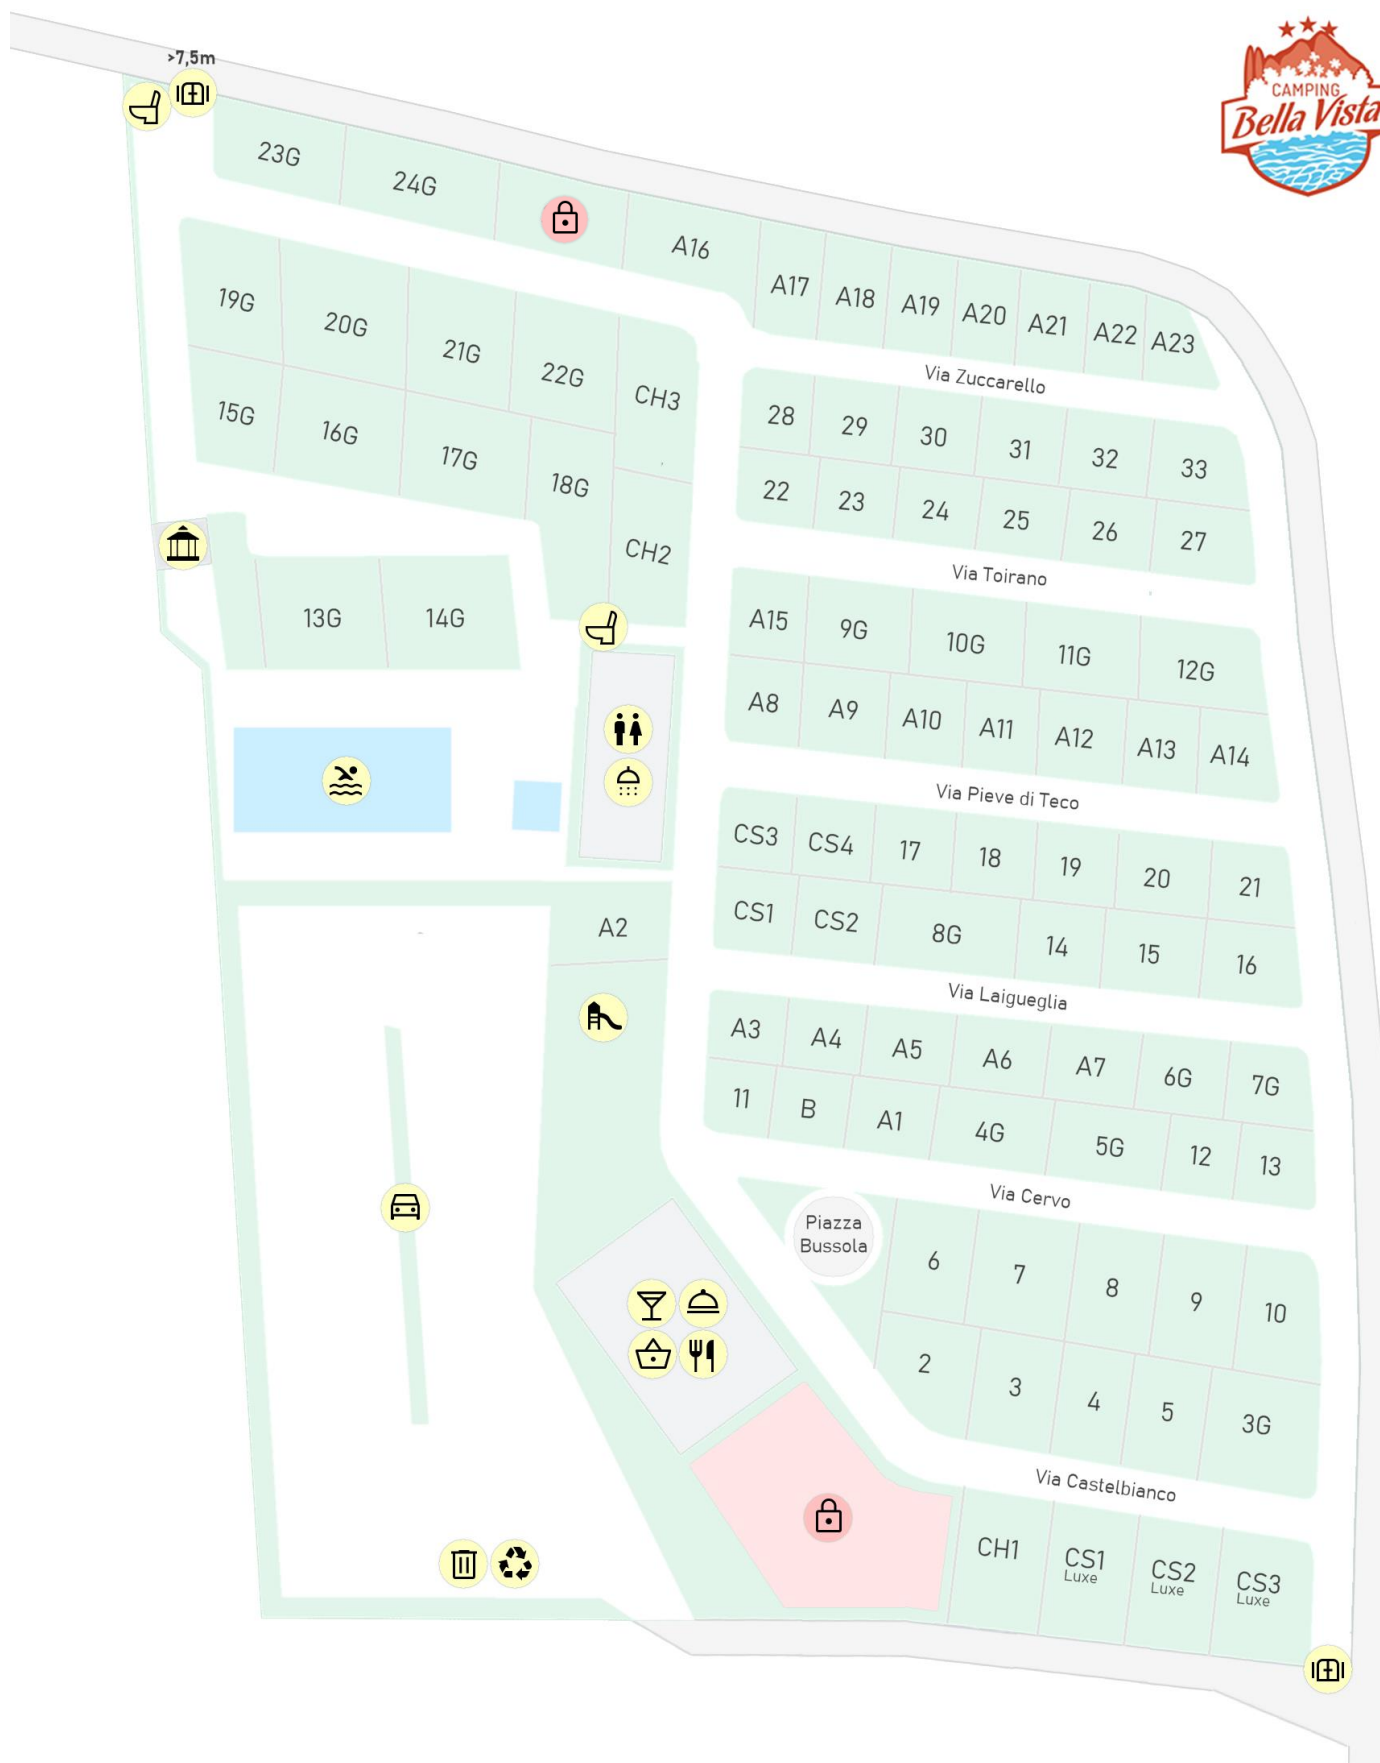 >7,5m
CAMPING
Bella Vista
23G
24G
A16
A17
A18
A19
A20
A21
A22
A23
19G
20G
21G
22G
CH3
Via Zuccarello
15G
16G
17G
18G
CH2
28
29
30
31
32
33
22
23
24
25
26
27
Via Toirano
13G
14G
A15
9G
10G
11G
12G
A8
A9
A10
A11
A12
A13
A14
Via Pieve di Teco
CS3
CS4
17
18
19
20
21
CS1
CS2
8G
14
15
16
A2
Via Laigueglia
A3
A4
A5
A6
A7
6G
7G
11
B
A1
4G
5G
12
13
Via Cervo
Piazza
Bussola
6
7
8
9
10
2
3
4
5
3G
Via Castelbianco
CH1
CS1
Luxe
CS2
Luxe
CS3
Luxe